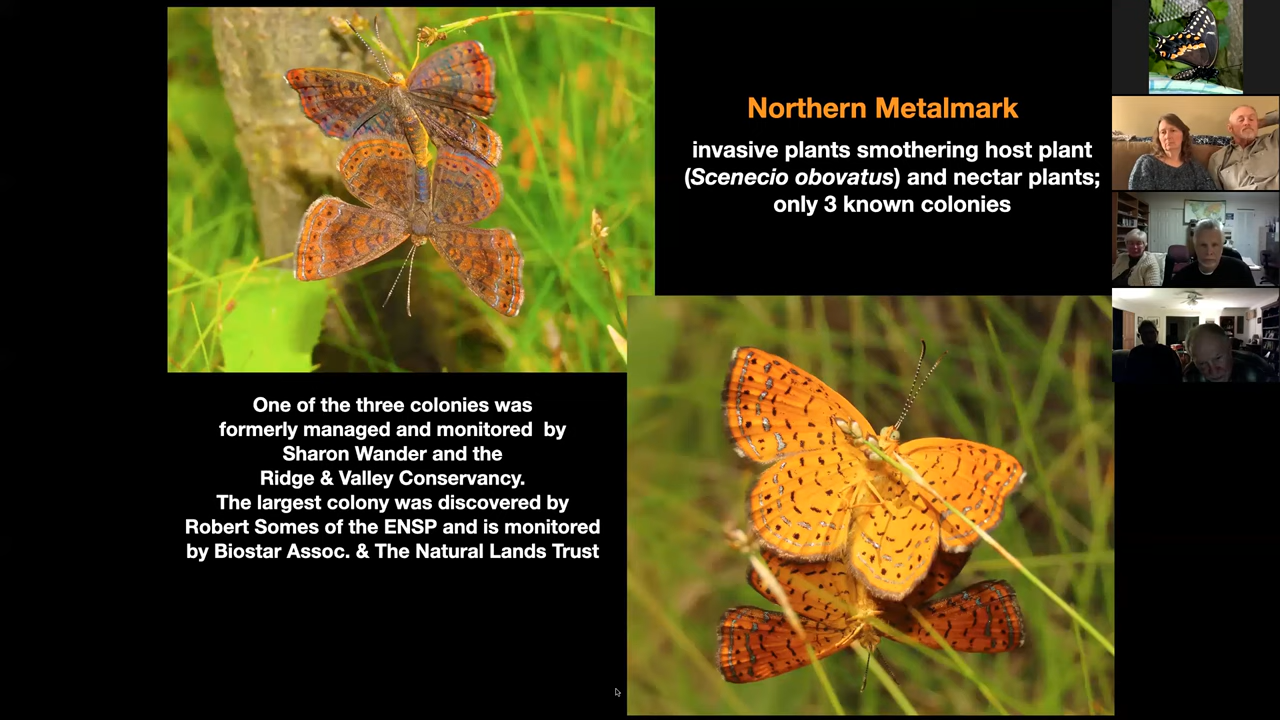 Northern Metalmark
invasive plants smothering host plant
(Scenecio obovatus) and nectar plants;
only 3 known colonies
One of the three colonies was
formerly managed and monitored by
Sharon Wander and the
Ridge & Valley Conservancy.
The largest colony was discovered by
Robert Somes of the ENSP and is monitored
by Biostar Assoc. & The Natural Lands Trust